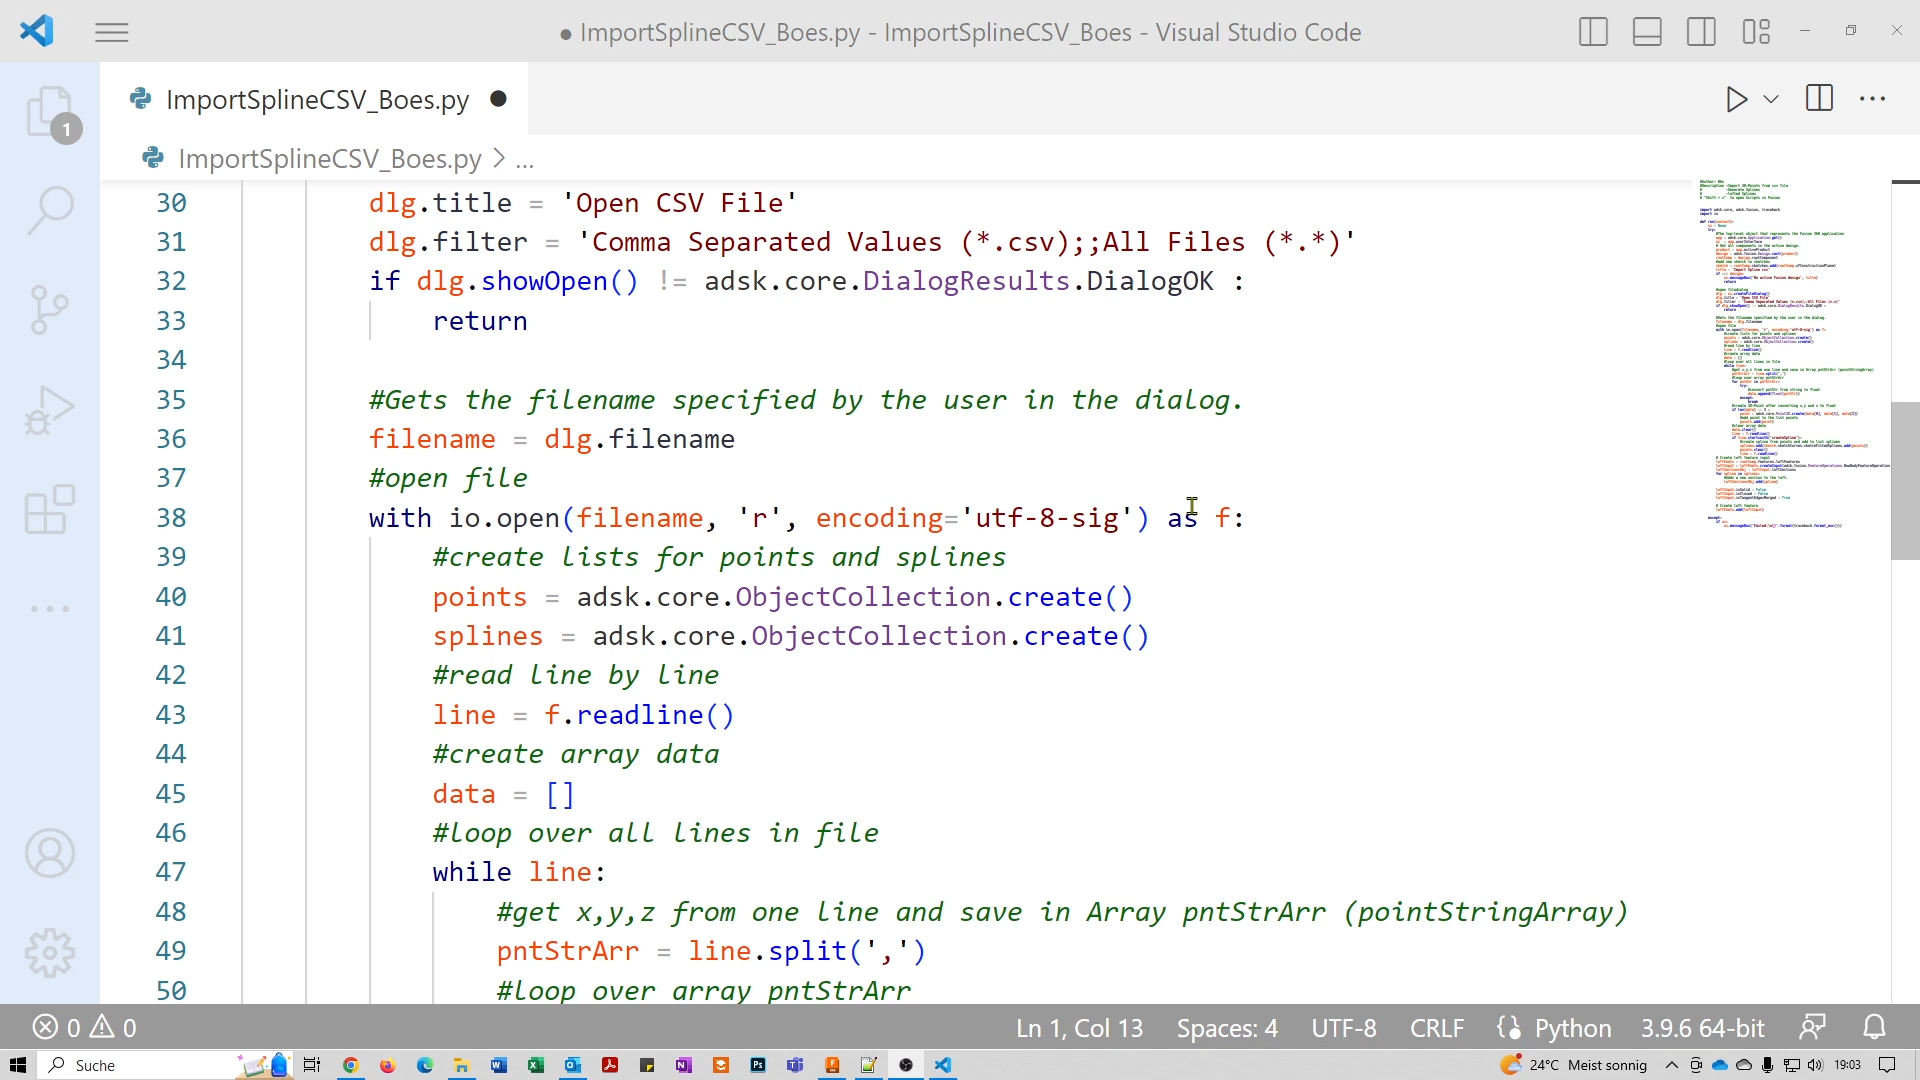 ● ImportSplineCSV_Boes.py - ImportSplineCSV_Boes - Visual Studio Code
ImportSplineCSV_Boes.py
1
ImportSplineCSV_Boes.py > ...
30 dlg.title = 'Open CSV File'
31 dlg.filter = 'Comma Separated Values (*.csv);;All Files (*.*)'
32 if dlg.showOpen() != adsk.core.DialogResults.DialogOK :
33 return
34
35 #Gets the filename specified by the user in the dialog.
36 filename = dlg.filename
37 #open file
38 with io.open(filename, 'r', encoding='utf-8-sig') as f:
39 #create lists for points and splines
40 points = adsk.core.ObjectCollection.create()
41 splines = adsk.core.ObjectCollection.create()
42 #read line by line
43 line = f.readline()
44 #create array data
45 data = []
46 #loop over all lines in file
47 while line:
48 #get x,y,z from one line and save in Array pntStrArr (pointStringArray)
49 pntStrArr = line.split(',')
50 #loop over array pntStrArr
0 0 Ln 1, Col 13 Spaces: 4 UTF-8 CRLF Python 3.9.6 64-bit
Suche 24°C Meist sonnig 19:03